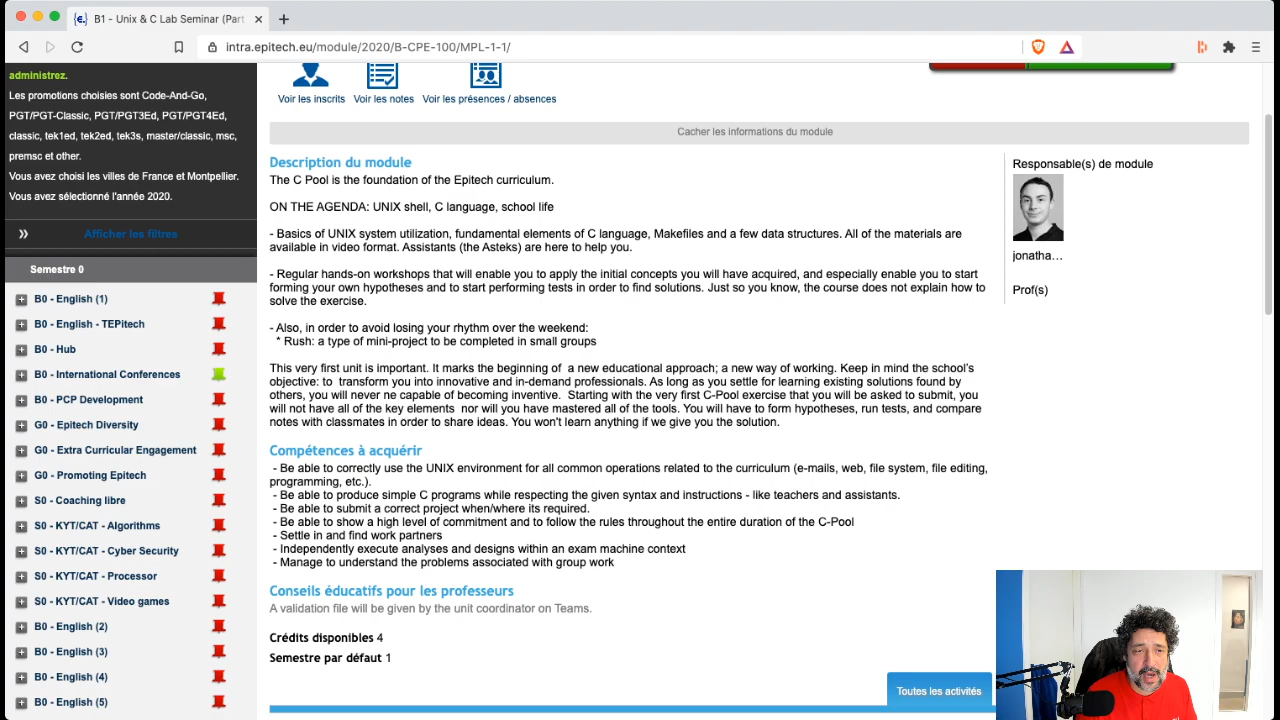 B1 - Unix & C Lab Seminar (Part
intra.epitech.eu/module/2020/B-CPE-100/MPL-1-1/
administrez.
Les promotions choisies sont Code-And-Go,
PGT/PGT-Classic, PGT/PGT3Ed, PGT/PGT4Ed,
classic, tek1ed, tek2ed, tek3s, master/classic, msc,
premsc et other.
Vous avez choisi les villes de France et Montpellier.
Vous avez sélectionné l'année 2020.
Afficher les filtres
Semestre 0
B0 - English (1)
B0 - English - TEPitech
B0 - Hub
B0 - International Conferences
B0 - PCP Development
G0 - Epitech Diversity
G0 - Extra Curricular Engagement
G0 - Promoting Epitech
S0 - Coaching libre
S0 - KYT/CAT - Algorithms
S0 - KYT/CAT - Cyber Security
S0 - KYT/CAT - Processor
S0 - KYT/CAT - Video games
B0 - English (2)
B0 - English (3)
B0 - English (4)
B0 - English (5)
Voir les inscrits Voir les notes Voir les présences / absences
Cacher les informations du module
Description du module
The C Pool is the foundation of the Epitech curriculum.
ON THE AGENDA: UNIX shell, C language, school life
- Basics of UNIX system utilization, fundamental elements of C language, Makefiles and a few data structures. All of the materials are
available in video format. Assistants (the Asteks) are here to help you.
- Regular hands-on workshops that will enable you to apply the initial concepts you will have acquired, and especially enable you to start
forming your own hypotheses and to start performing tests in order to find solutions. Just so you know, the course does not explain how to
solve the exercise.
- Also, in order to avoid losing your rhythm over the weekend:
* Rush: a type of mini-project to be completed in small groups
This very first unit is important. It marks the beginning of a new educational approach; a new way of working. Keep in mind the school's
objective: to transform you into innovative and in-demand professionals. As long as you settle for learning existing solutions found by
others, you will never ne capable of becoming inventive. Starting with the very first C-Pool exercise that you will be asked to submit, you
will not have all of the key elements nor will you have mastered all of the tools. You will have to form hypotheses, run tests, and compare
notes with classmates in order to share ideas. You won't learn anything if we give you the solution.
Compétences à acquérir
- Be able to correctly use the UNIX environment for all common operations related to the curriculum (e-mails, web, file system, file editing,
programming, etc.).
- Be able to produce simple C programs while respecting the given syntax and instructions - like teachers and assistants.
- Be able to submit a correct project when/where its required.
- Be able to show a high level of commitment and to follow the rules throughout the entire duration of the C-Pool
- Settle in and find work partners
- Independently execute analyses and designs within an exam machine context
- Manage to understand the problems associated with group work
Conseils éducatifs pour les professeurs
A validation file will be given by the unit coordinator on Teams.
Crédits disponibles 4
Semestre par défaut 1
Toutes les activités
Responsable(s) de module
jonatha...
Prof(s)